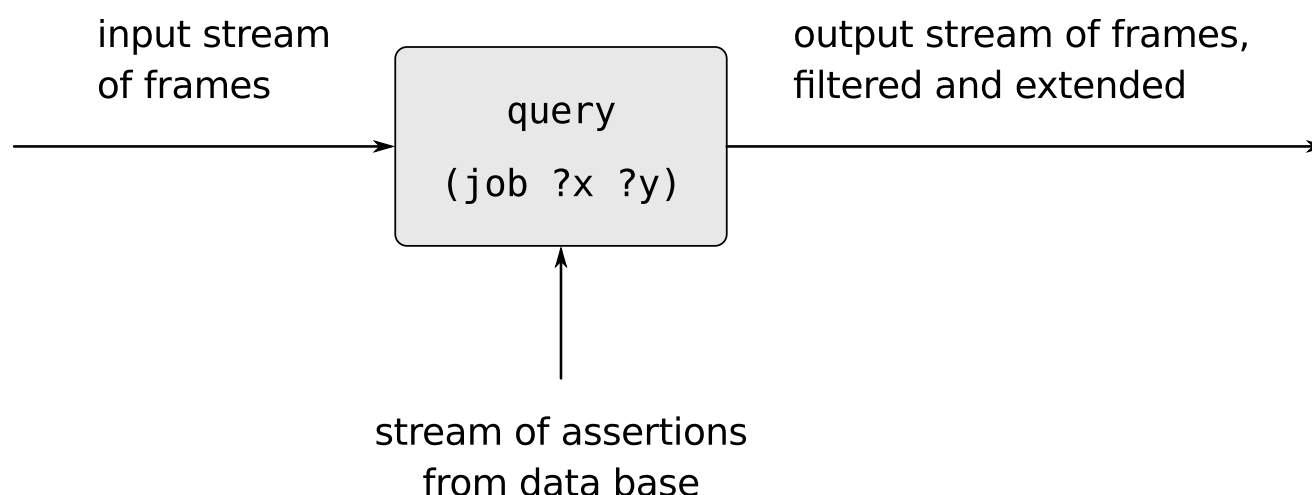 input stream
of frames
query
(job ?x ?y)
output stream of frames,
filtered and extended
stream of assertions
from data base